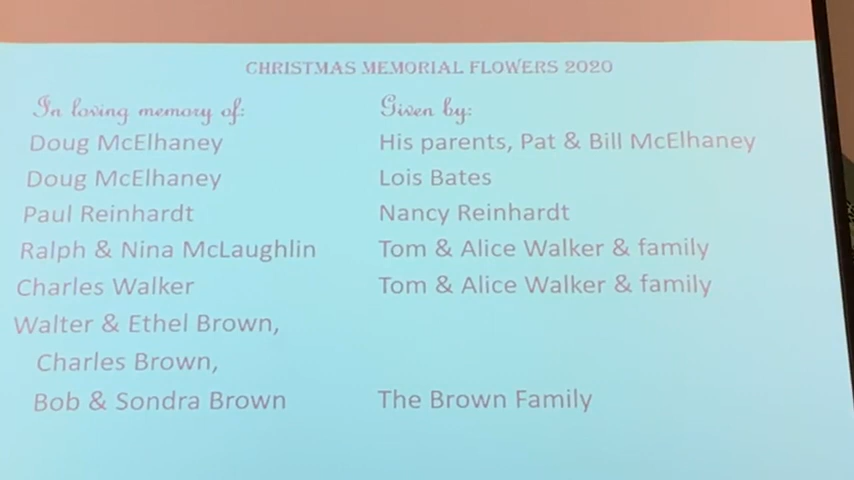 CHRISTMAS MEMORIAL FLOWERS 2020
In loving memory of: Given by:
Doug McElhaney His parents, Pat & Bill McElhaney
Doug McElhaney Lois Bates
Paul Reinhardt Nancy Reinhardt
Ralph & Nina McLaughlin Tom & Alice Walker & family
Charles Walker Tom & Alice Walker & family
Walter & Ethel Brown,
Charles Brown,
Bob & Sondra Brown The Brown Family